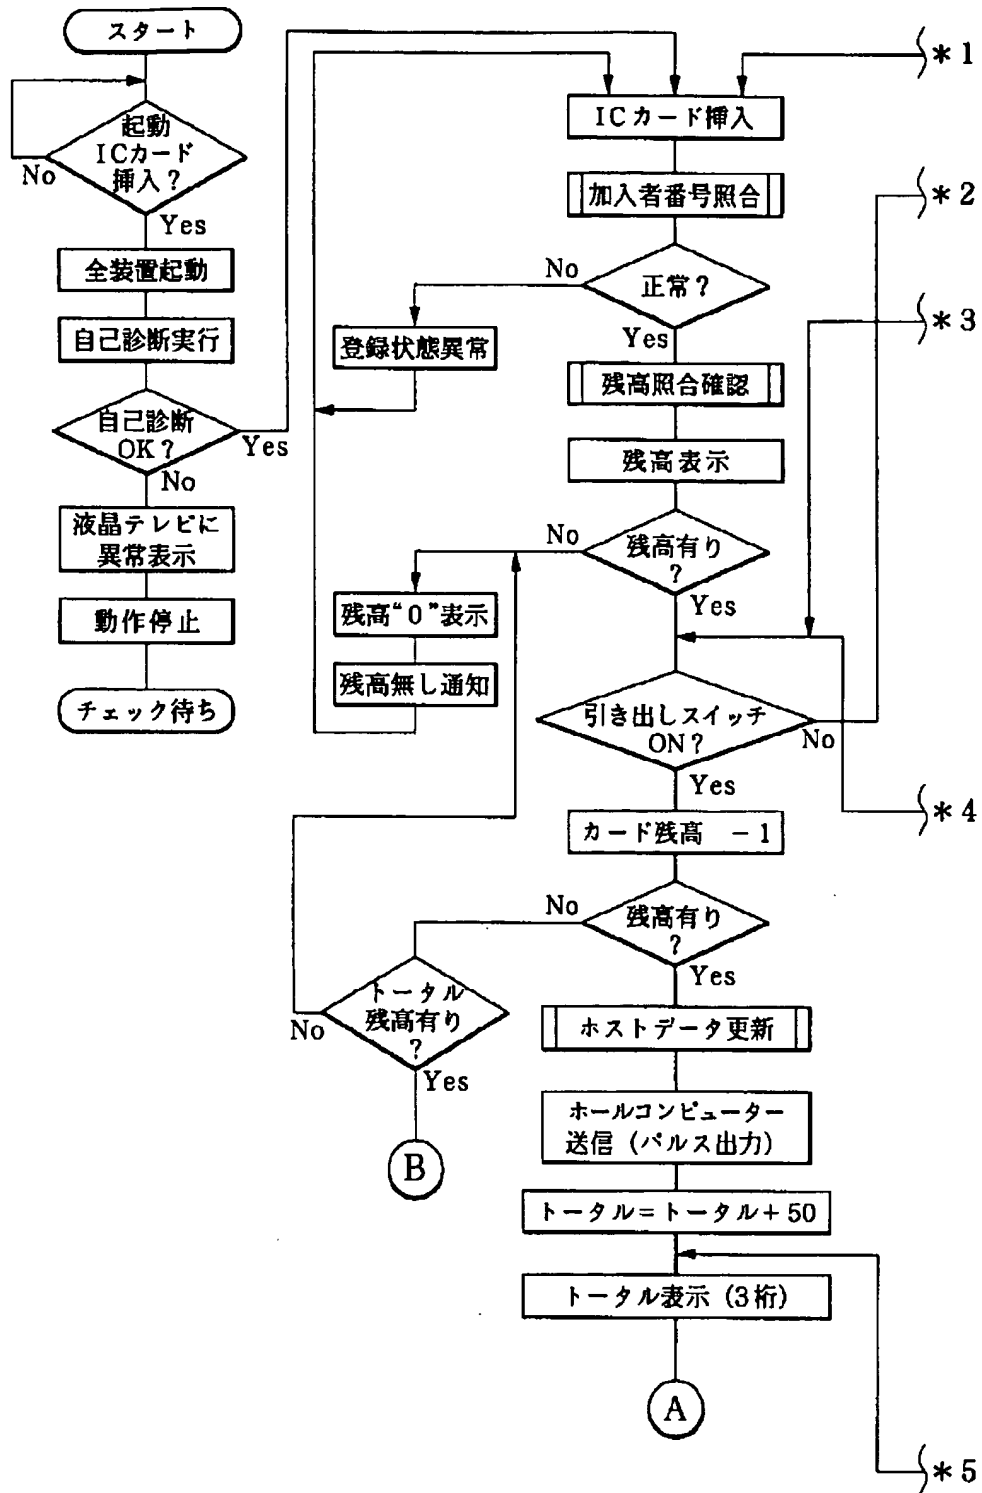 スタート
起動
ICカード
挿入?
No
Yes
全装置起動
自己診断実行
自己診断
OK?
Yes
No
液晶テレビに
異常表示
動作停止
チェック待ち
*1
ICカード挿入
加入者番号照合
*2
正常?
No
Yes
登録状態異常
*3
残高照合確認
残高表示
残高有り
?
No
Yes
残高“0”表示
残高無し通知
引き出しスイッチ
ON?
No
Yes
*4
カード残高 -1
残高有り
?
No
Yes
トータル
残高有り
?
No
Yes
B
ホストデータ更新
ホールコンピューター
送信(パルス出力)
トータル=トータル+50
トータル表示(3桁)
A
*5